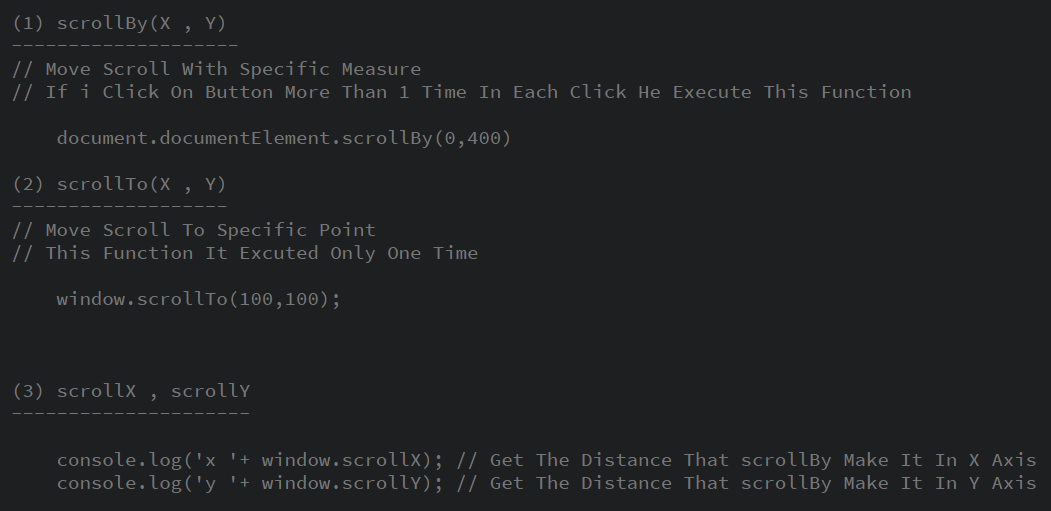 (1) scrollBy(X , Y)
--------------------
// Move Scroll With Specific Measure
// If i Click On Button More Than 1 Time In Each Click He Execute This Function
document.documentElement.scrollBy(0,400)
(2) scrollTo(X , Y)
-------------------
// Move Scroll To Specific Point
// This Function It Excuted Only One Time
window.scrollTo(100,100);
(3) scrollX , scrollY
---------------------
console.log('x '+ window.scrollX); // Get The Distance That scrollBy Make It In X Axis
console.log('y '+ window.scrollY); // Get The Distance That scrollBy Make It In Y Axis